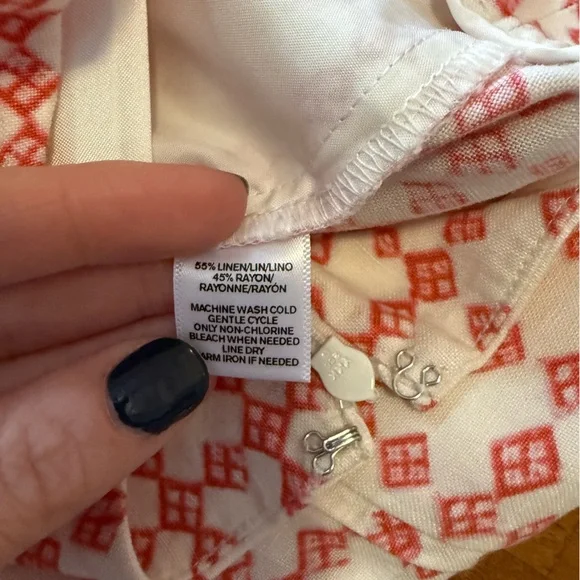 55% LINEN/LIN/LINO
45% RAYON/
RAYONNE/RAYÓN
MACHINE WASH COLD
GENTLE CYCLE
ONLY NON-CHLORINE
BLEACH WHEN NEEDED
LINE DRY
ARM IRON IF NEEDED